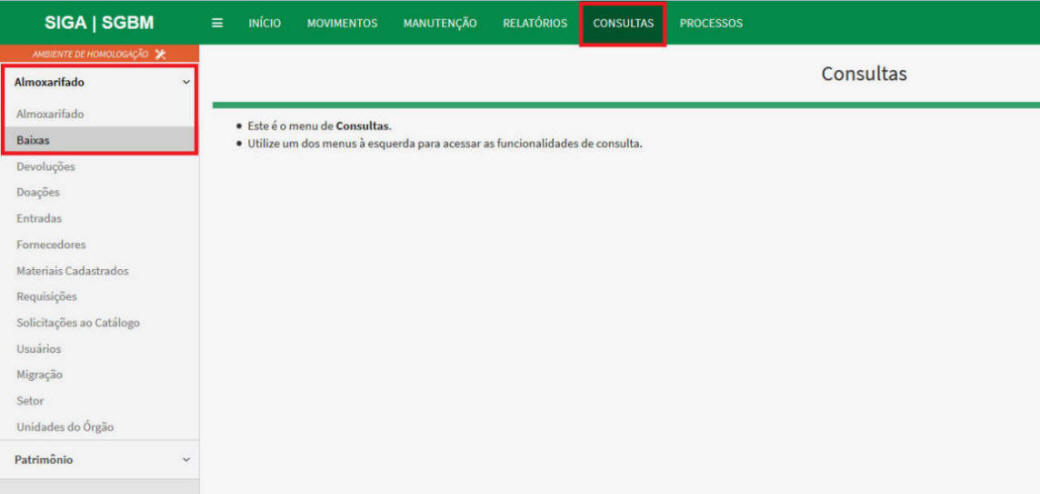 SIGA | SGBM
INÍCIO MOVIMENTOS MANUTENÇÃO RELATÓRIOS CONSULTAS PROCESSOS
AMBIENTE DE HOMOLOGAÇÃO
Almoxarifado
Almoxarifado
Baixas
Devoluções
Doações
Entradas
Fornecedores
Materiais Cadastrados
Requisições
Solicitações ao Catálogo
Usuários
Migração
Setor
Unidades do Órgão
Patrimônio
Consultas
• Este é o menu de Consultas.
• Utilize um dos menus à esquerda para acessar as funcionalidades de consulta.